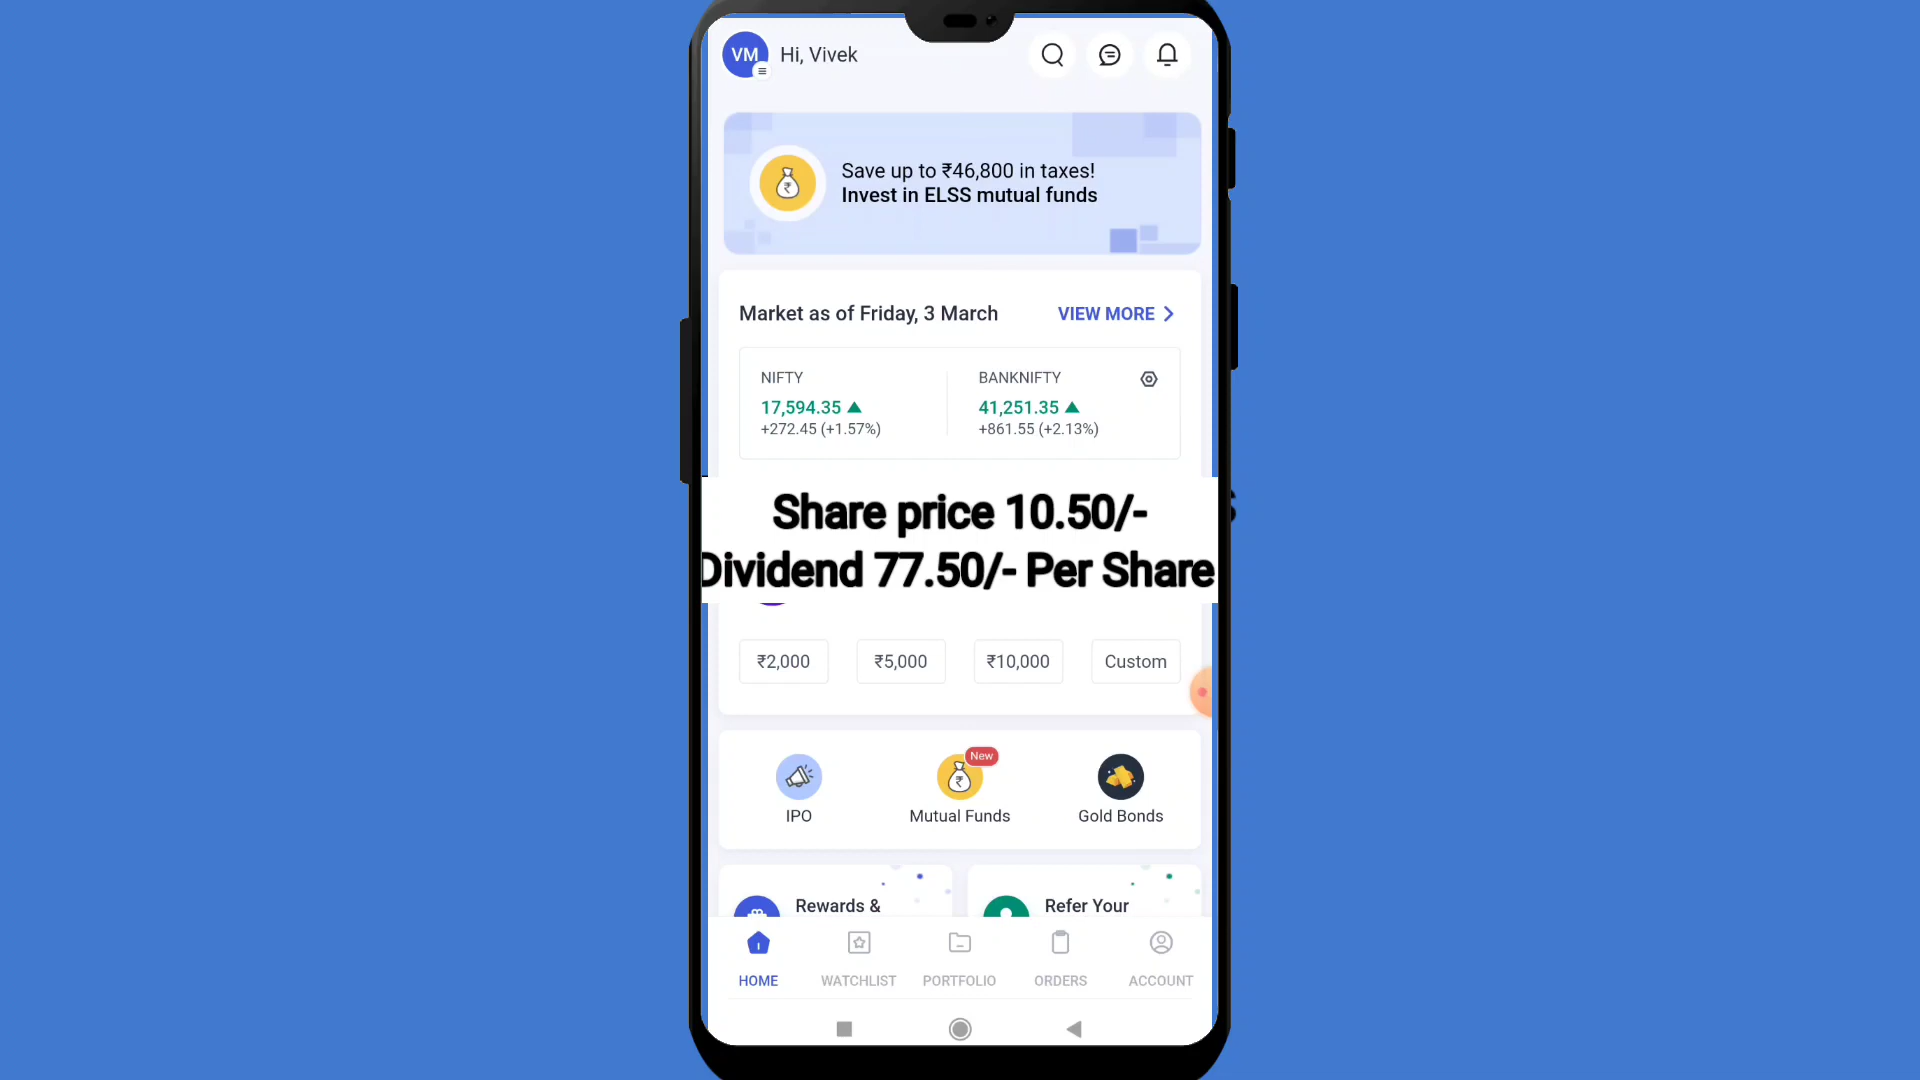 VM
Hi, Vivek
Save up to ₹46,800 in taxes!
Invest in ELSS mutual funds
Market as of Friday, 3 March
VIEW MORE
NIFTY
BANKNIFTY
17,594.35
41,251.35
+272.45 (+1.57%)
+861.55 (+2.13%)
Share price 10.50/-
Dividend 77.50/- Per Share
₹2,000
₹5,000
₹10,000
Custom
New
IPO
Mutual Funds
Gold Bonds
Rewards &
Refer Your
HOME
WATCHLIST
PORTFOLIO
ORDERS
ACCOUNT